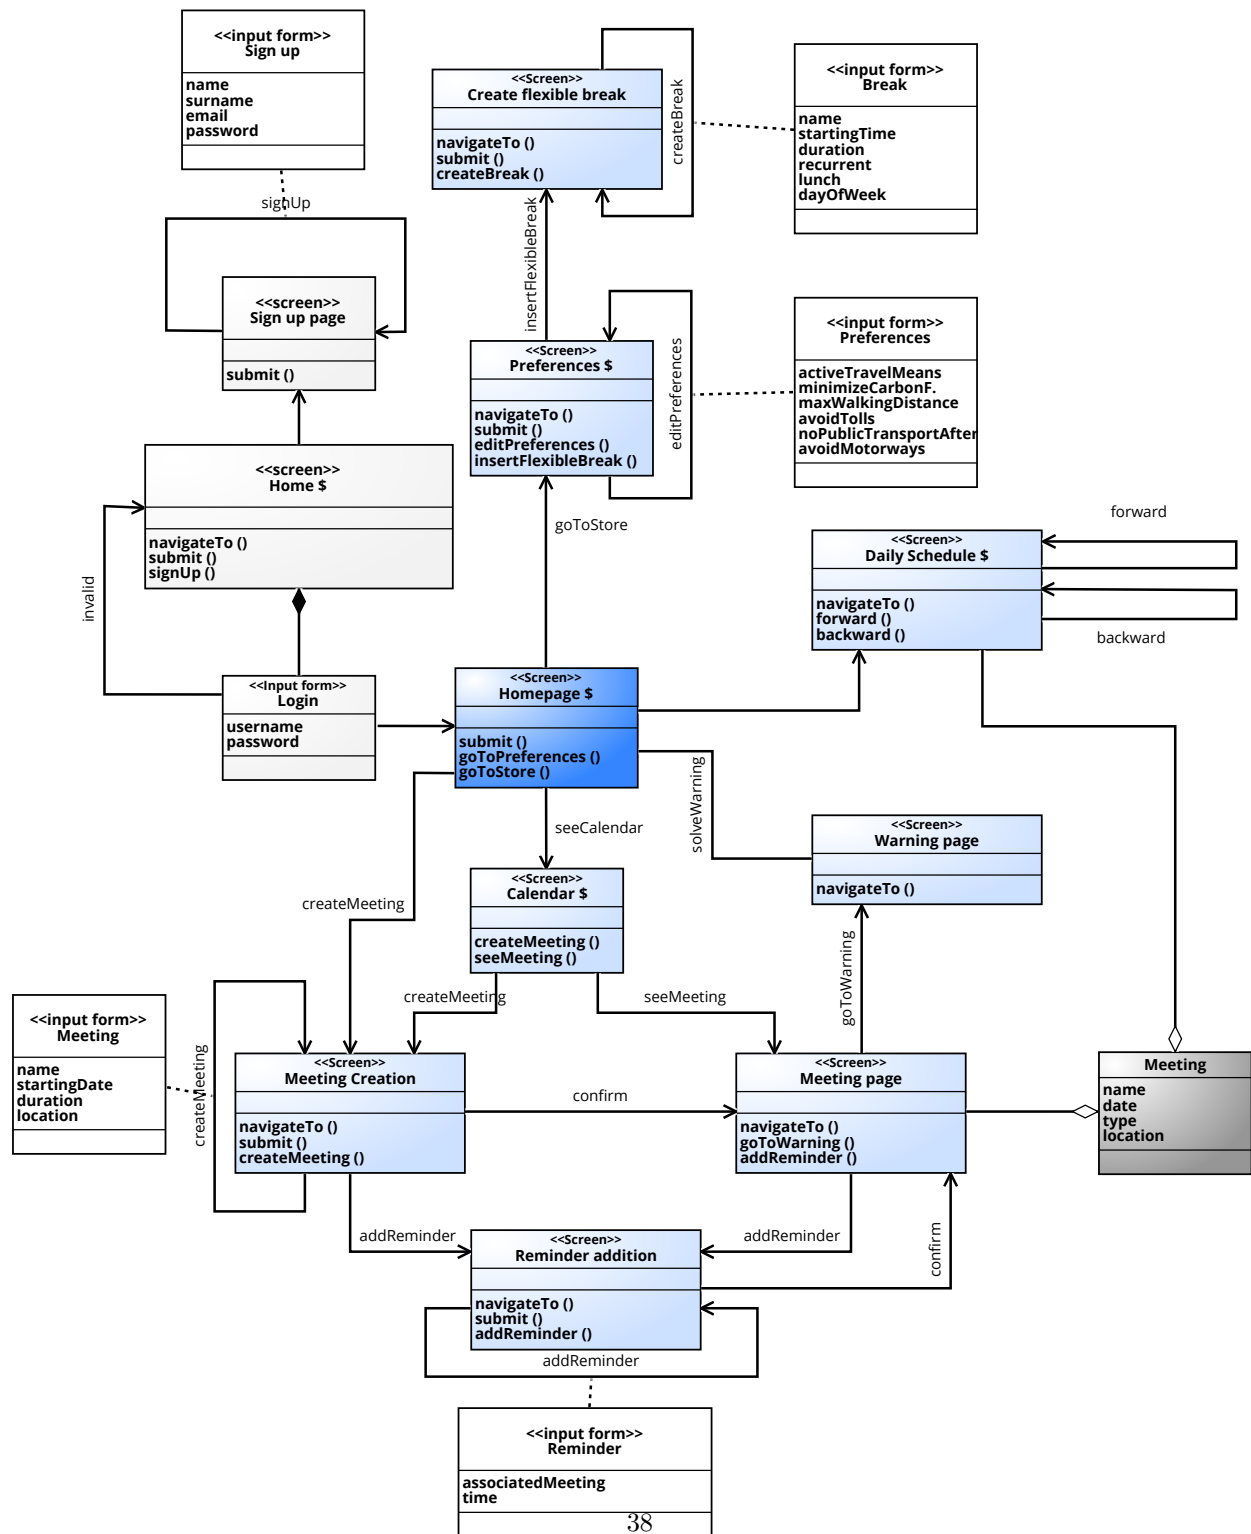 <<input form>>
Sign up
name
surname
email
password
signUp
<<Screen>>
Create flexible break
navigateTo ()
submit ()
createBreak ()
createBreak
<<input form>>
Break
name
startingTime
duration
recurrent
lunch
dayOfWeek
insertFlexibleBreak
<<screen>>
Sign up page
submit ()
<<Screen>>
Preferences $
navigateTo ()
submit ()
editPreferences ()
insertFlexibleBreak ()
editPreferences
<<input form>>
Preferences
activeTravelMeans
minimizeCarbonF.
maxWalkingDistance
avoidTolls
noPublicTransportAfter
avoidMotorways
<<screen>>
Home $
navigateTo ()
submit ()
signUp ()
invalid
goToStore
<<Screen>>
Daily Schedule $
navigateTo ()
forward ()
backward ()
forward
backward
<<Input form>>
Login
username
password
<<Screen>>
Homepage $
submit ()
goToPreferences ()
goToStore ()
solveWarning
seeCalendar
<<Screen>>
Warning page
navigateTo ()
createMeeting
<<Screen>>
Calendar $
createMeeting ()
seeMeeting ()
goToWarning
createMeeting
seeMeeting
<<input form>>
Meeting
name
startingDate
duration
location
createMeeting
<<Screen>>
Meeting Creation
navigateTo ()
submit ()
createMeeting ()
confirm
<<Screen>>
Meeting page
navigateTo ()
goToWarning ()
addReminder ()
Meeting
name
date
type
location
addReminder
addReminder
confirm
<<Screen>>
Reminder addition
navigateTo ()
submit ()
addReminder ()
addReminder
<<input form>>
Reminder
associatedMeeting
time
38